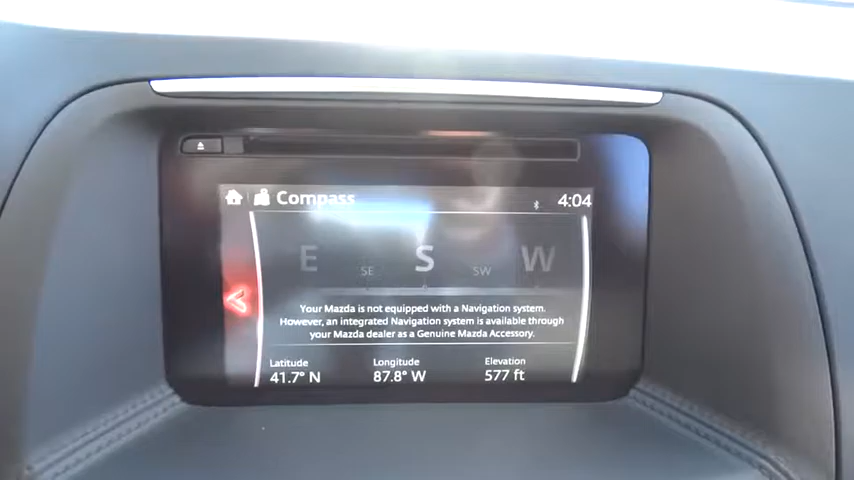 Compass 4:04
E SE S SW W
Your Mazda is not equipped with a Navigation system.
However, an integrated Navigation system is available through
your Mazda dealer as a Genuine Mazda Accessory.
Latitude Longitude Elevation
41.7° N 87.8° W 577 ft